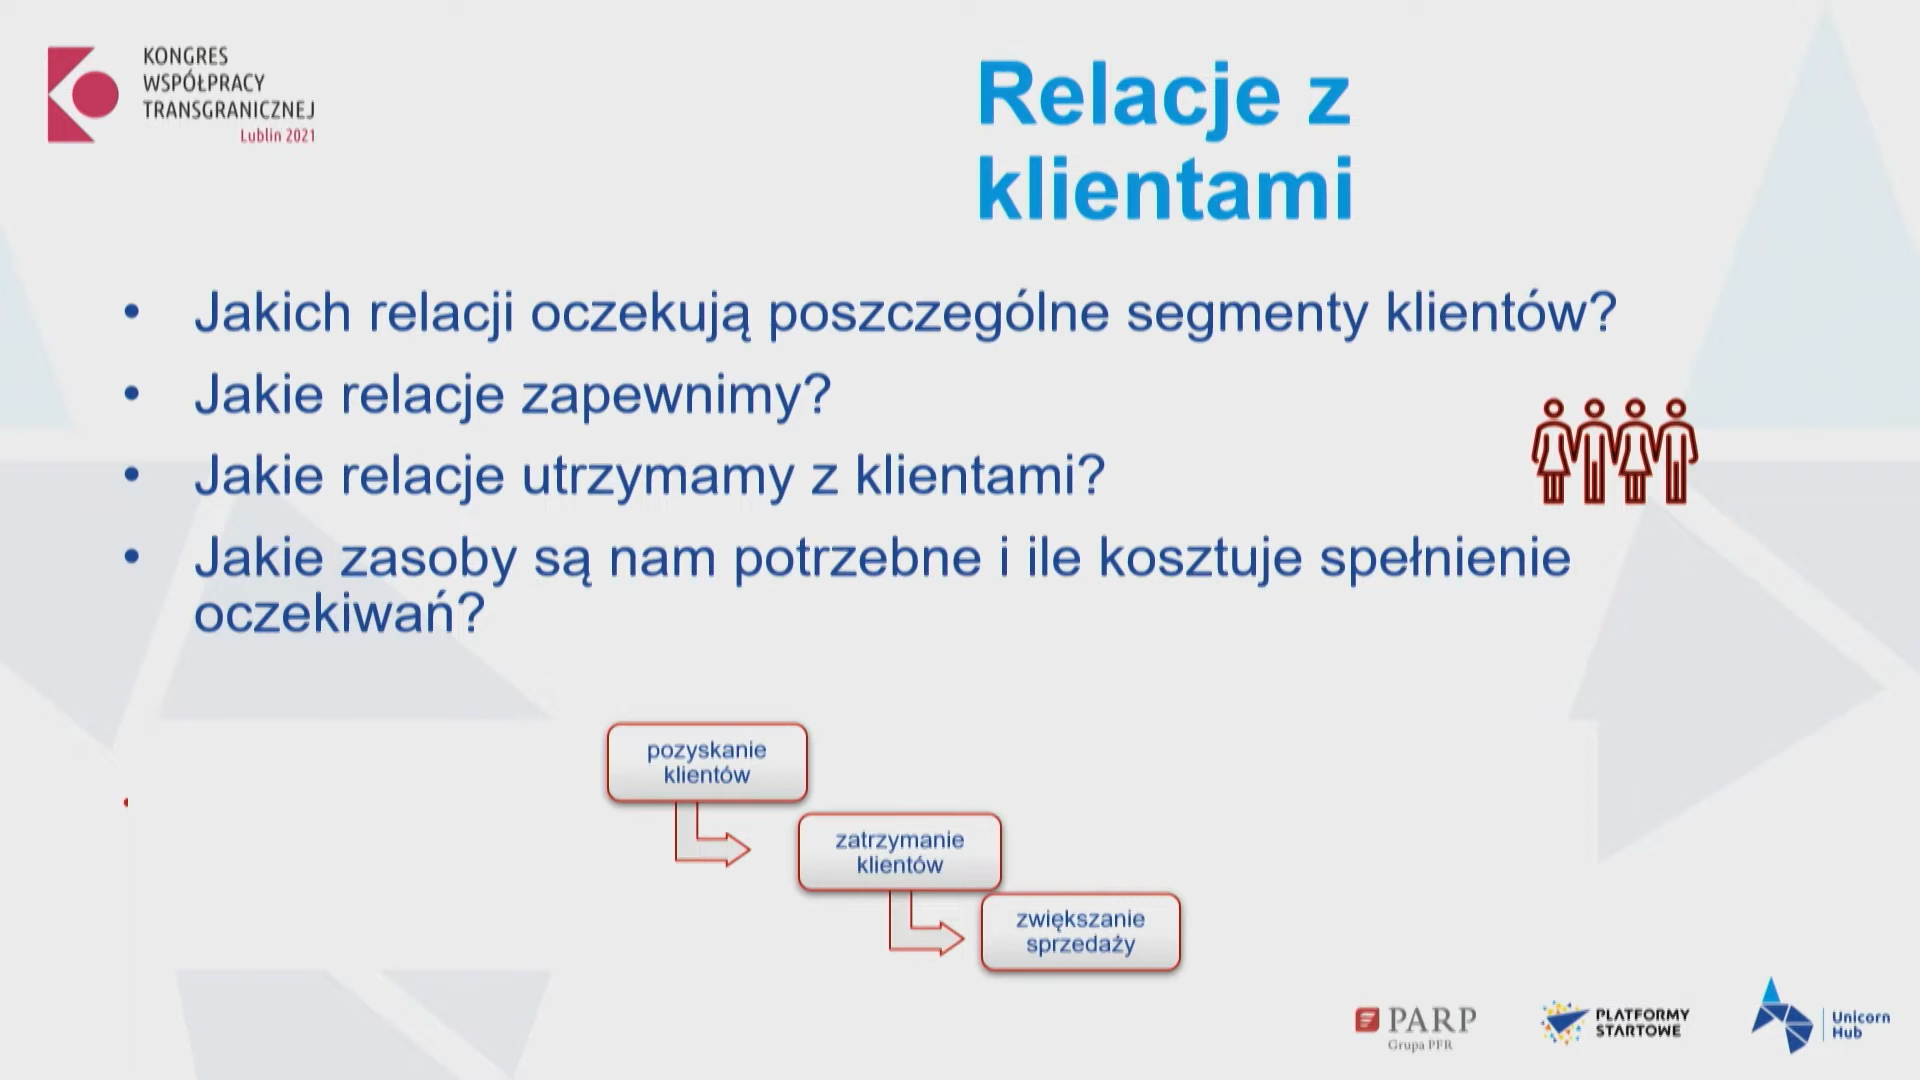 KONGRES
WSPÓŁPRACY
TRANSGRANICZNEJ
Lublin 2021
Relacje z
klientami
• Jakich relacji oczekują poszczególne segmenty klientów?
• Jakie relacje zapewnimy?
• Jakie relacje utrzymamy z klientami?
• Jakie zasoby są nam potrzebne i ile kosztuje spełnienie
oczekiwań?
pozyskanie
klientów
zatrzymanie
klientów
zwiększanie
sprzedaży
PARP
Grupa PFR
PLATFORMY
STARTOWE
Unicorn
Hub